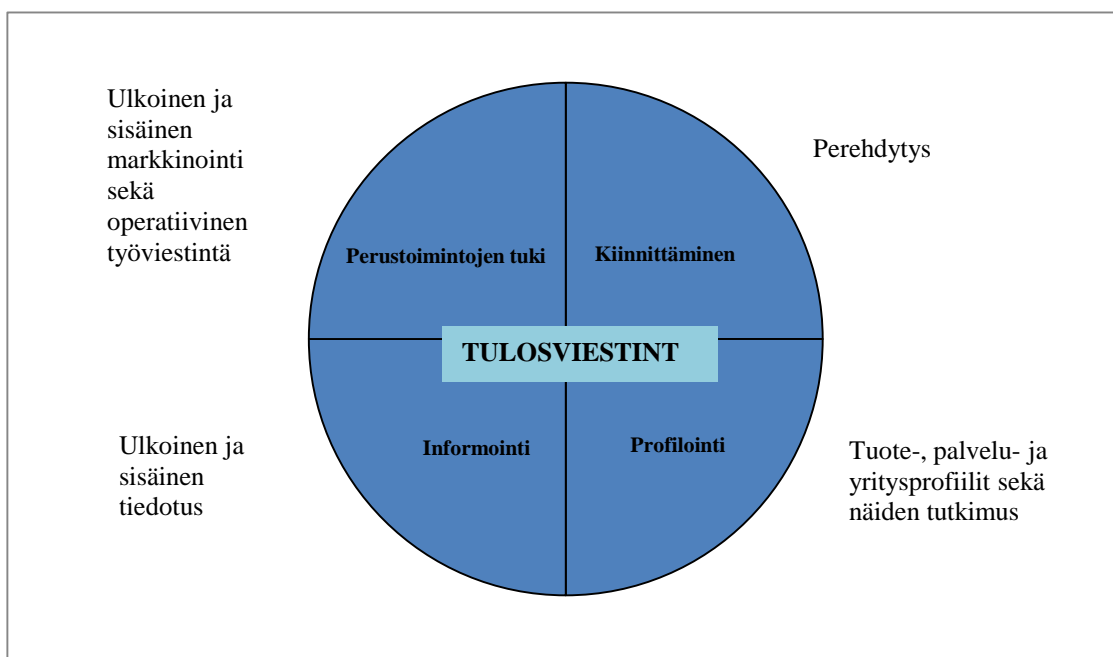 Ulkoinen ja
sisäinen
markkinointi
sekä
operatiivinen
työviestintä
Perehdytys
Perustoimintojen tuki
Kiinnittäminen
TULOSVIESTINT
Informointi
Profilointi
Ulkoinen ja
sisäinen
tiedotus
Tuote-, palvelu- ja
yritysprofiilit sekä
näiden tutkimus